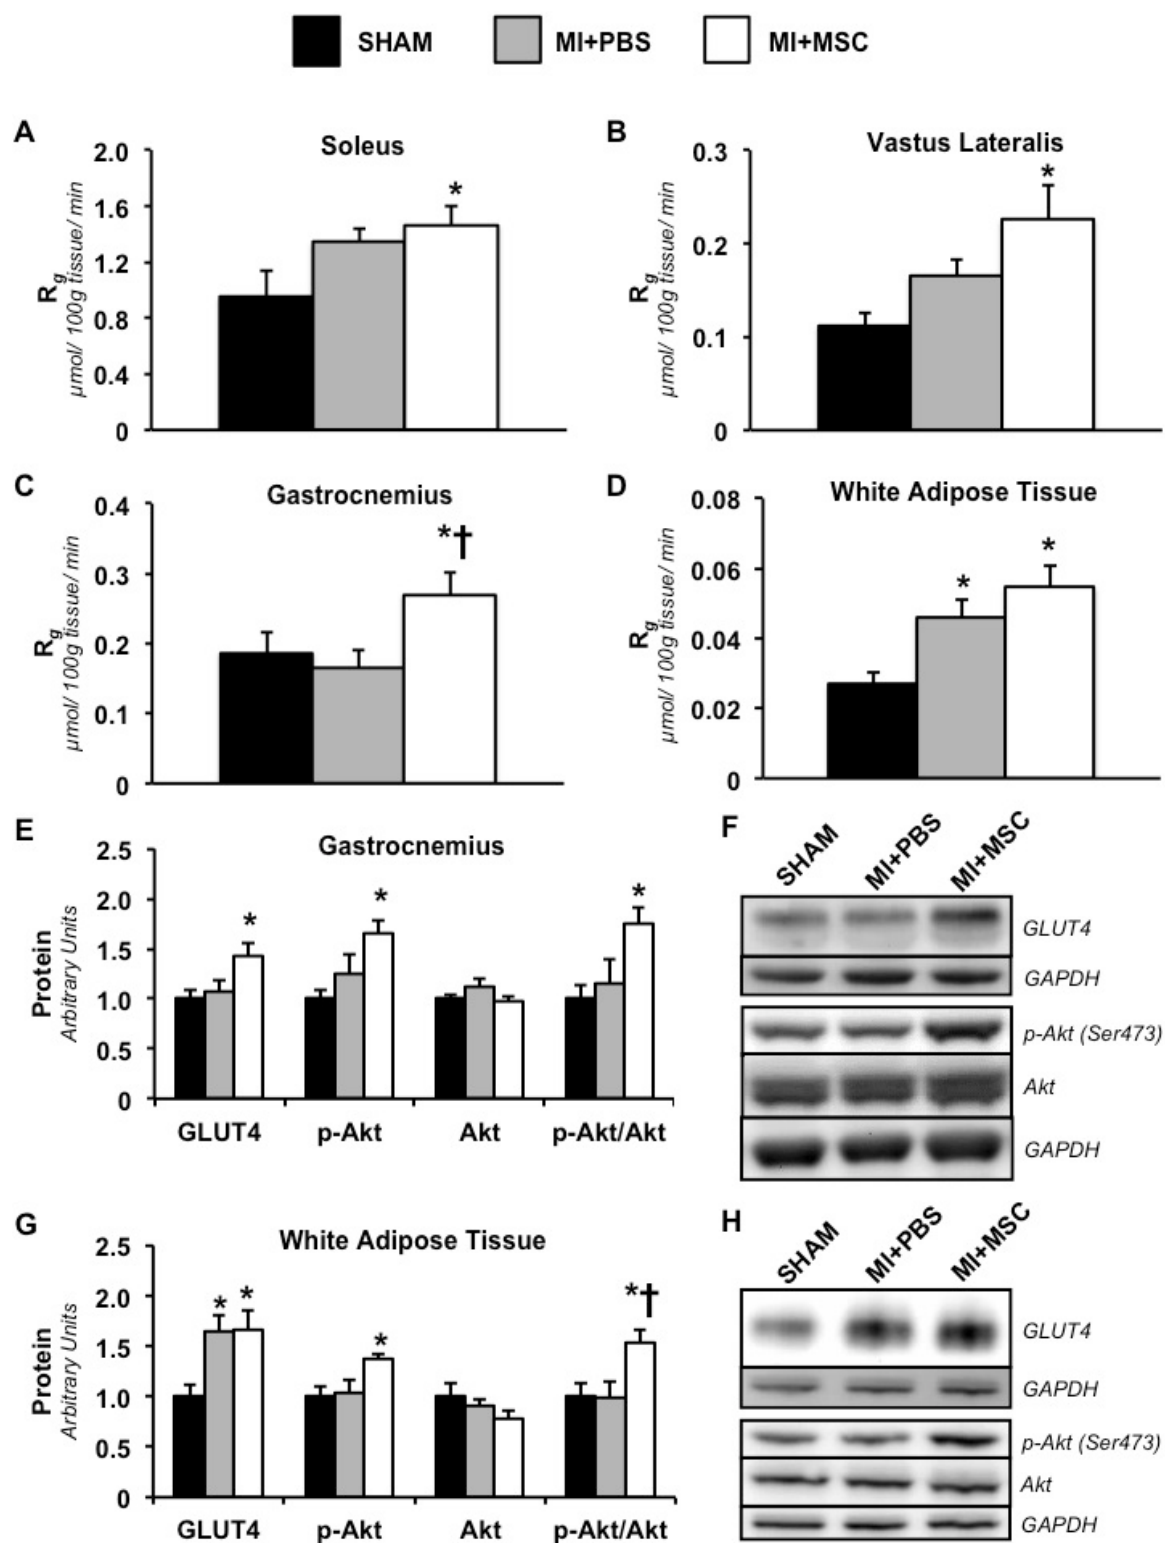 SHAM MI+PBS MI+MSC
A
Soleus
2.0
1.6
1.2
0.8
0.4
0
Rg
µmol/ 100g tissue/ min
*
B
Vastus Lateralis
0.3
0.2
0.1
0
Rg
µmol/ 100g tissue/ min
*
C
Gastrocnemius
0.4
0.3
0.2
0.1
0
Rg
µmol/ 100g tissue/ min
*†
D
White Adipose Tissue
0.08
0.06
0.04
0.02
0
Rg
µmol/ 100g tissue/ min
* *
E
Gastrocnemius
2.5
2.0
1.5
1.0
0.5
0
Protein
Arbitrary Units
* * *
GLUT4 p-Akt Akt p-Akt/Akt
F
SHAM MI+PBS MI+MSC
GLUT4
GAPDH
p-Akt (Ser473)
Akt
GAPDH
G
White Adipose Tissue
2.5
2.0
1.5
1.0
0.5
0
Protein
Arbitrary Units
* * * *†
GLUT4 p-Akt Akt p-Akt/Akt
H
SHAM MI+PBS MI+MSC
GLUT4
GAPDH
p-Akt (Ser473)
Akt
GAPDH